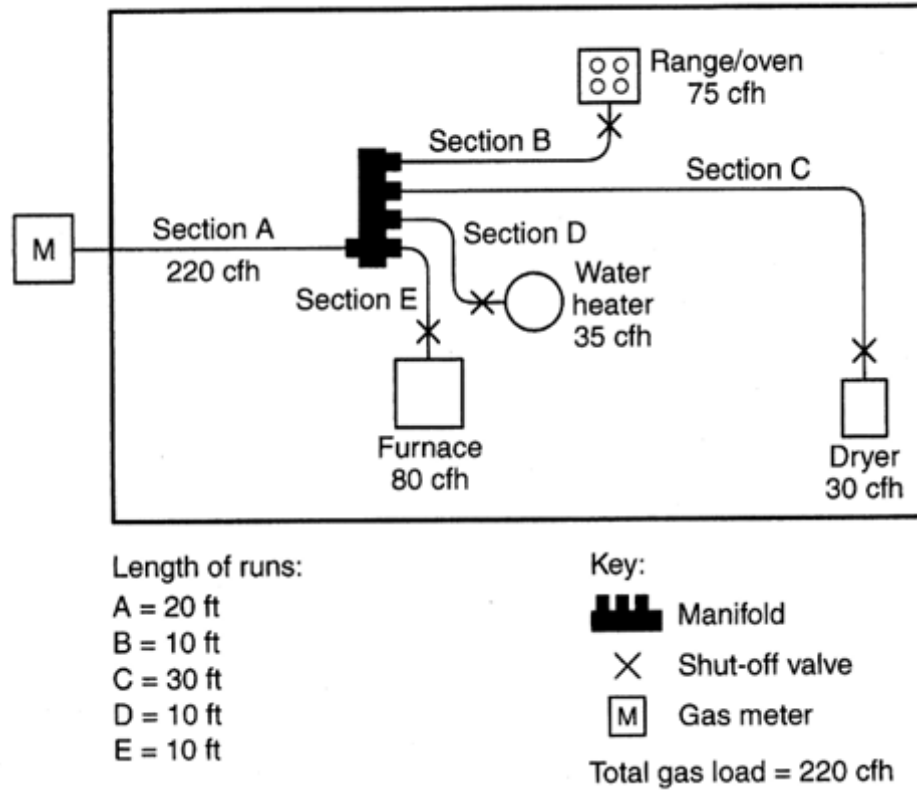 Range/oven
75 cfh
Section B
Section C
M
Section A
220 cfh
Section D
Section E
Water
heater
35 cfh
Furnace
80 cfh
Dryer
30 cfh
Length of runs:
A = 20 ft
B = 10 ft
C = 30 ft
D = 10 ft
E = 10 ft
Key:
Manifold
Shut-off valve
M Gas meter
Total gas load = 220 cfh